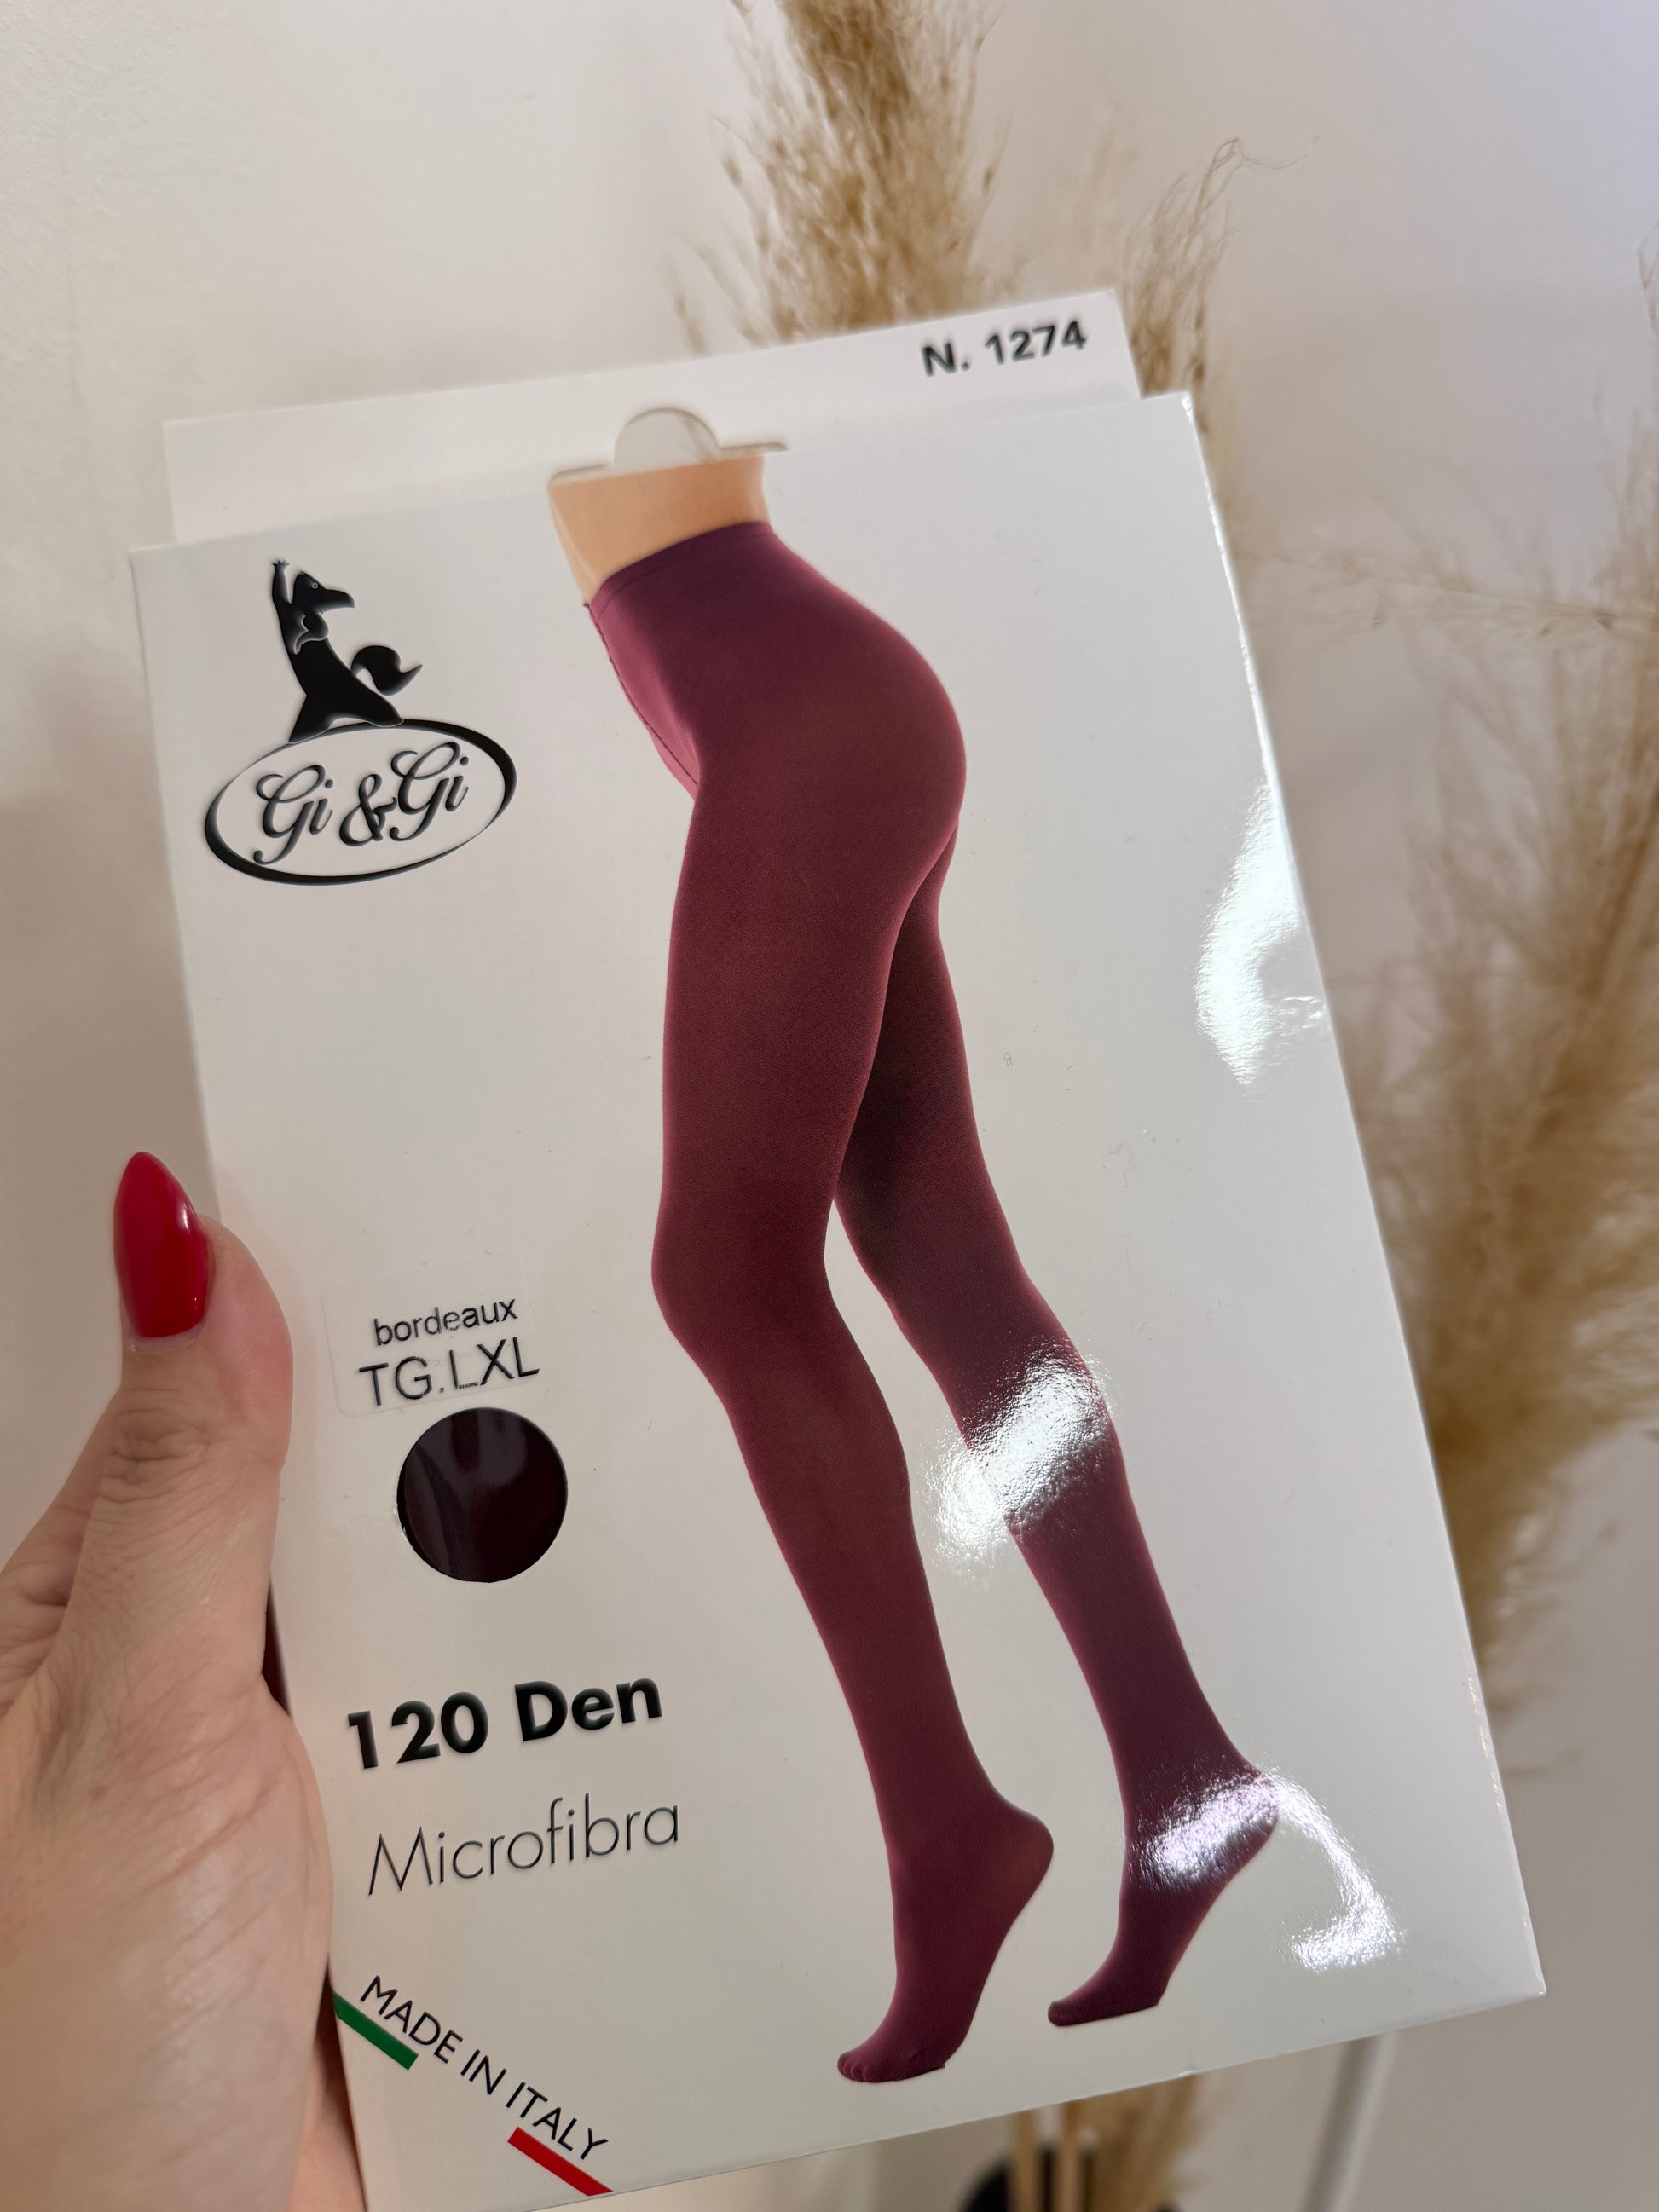 N. 1274
Gi & Gi
bordeaux
TG.LXL
120 Den
Microfibra
MADE IN ITALY